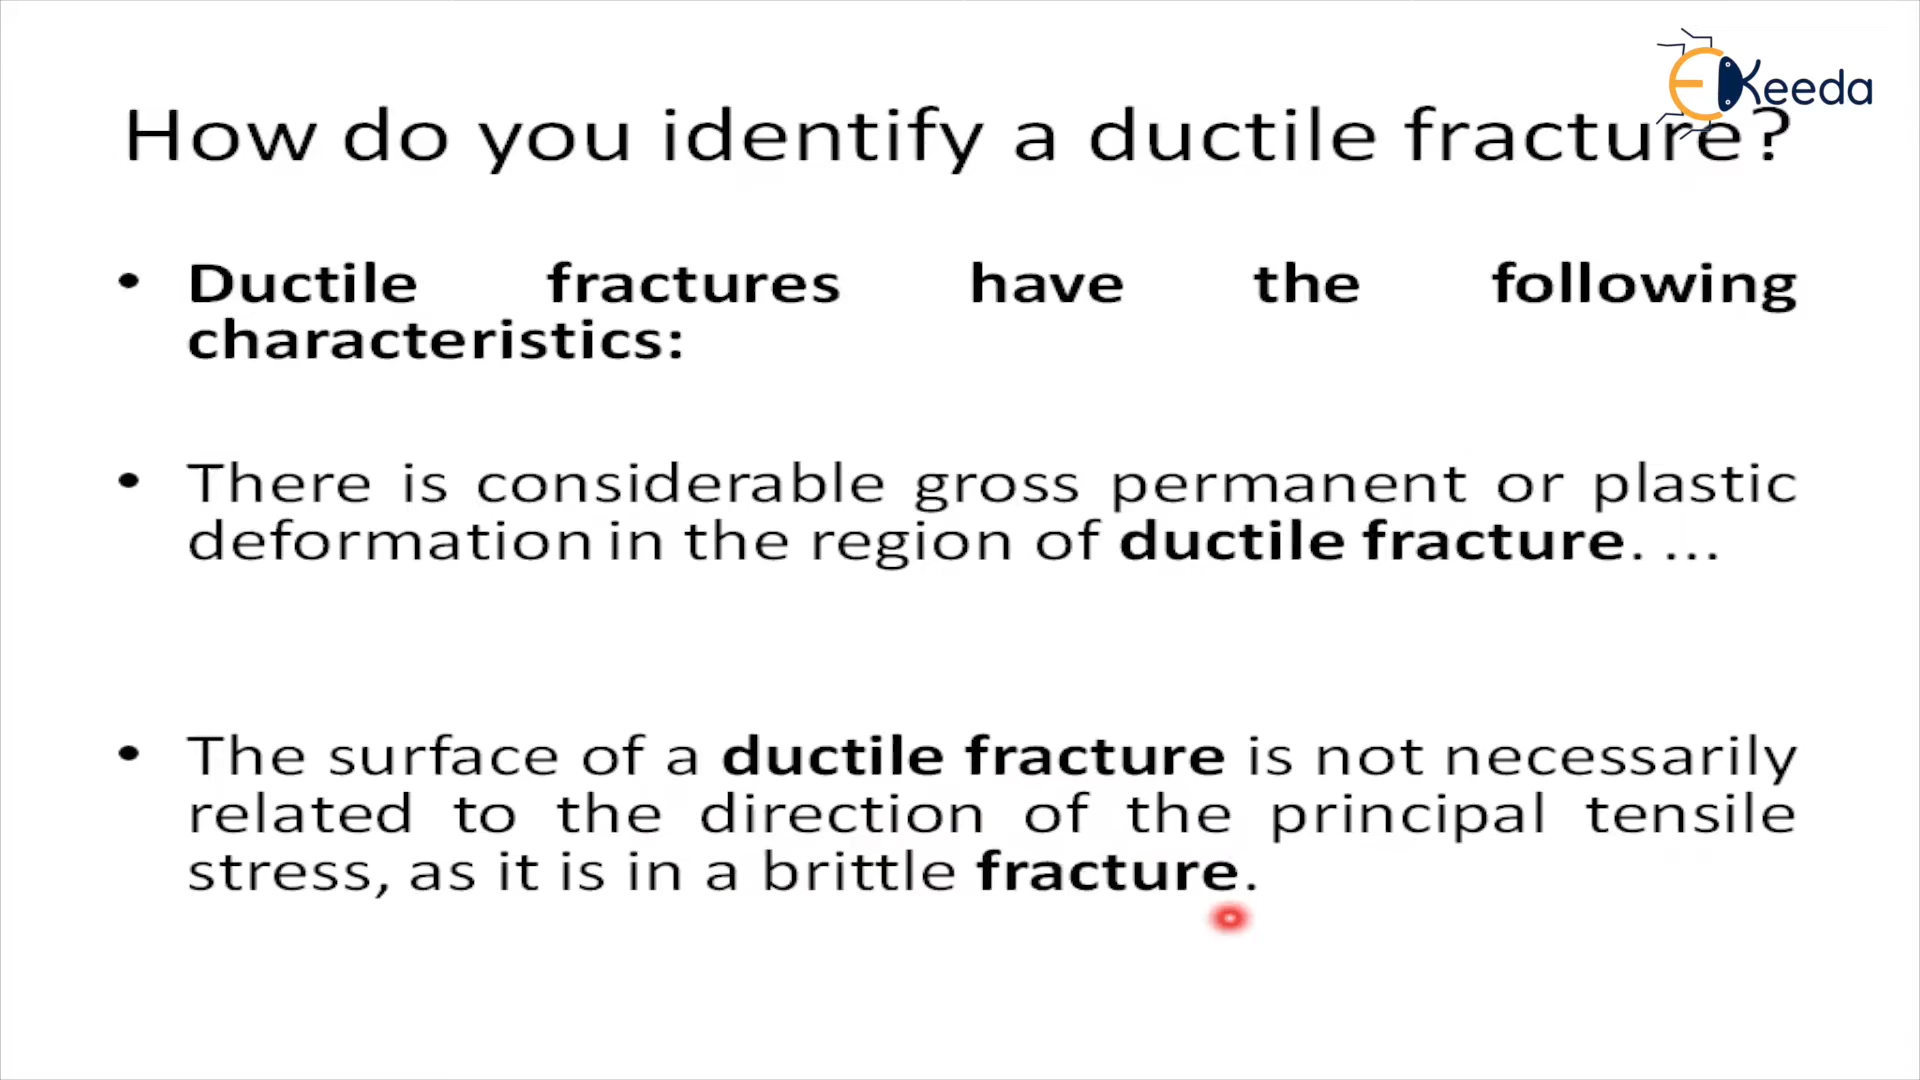 EKeeda
How do you identify a ductile fracture?
• Ductile fractures have the following
characteristics:
• There is considerable gross permanent or plastic
deformation in the region of ductile fracture. ...
• The surface of a ductile fracture is not necessarily
related to the direction of the principal tensile
stress, as it is in a brittle fracture.